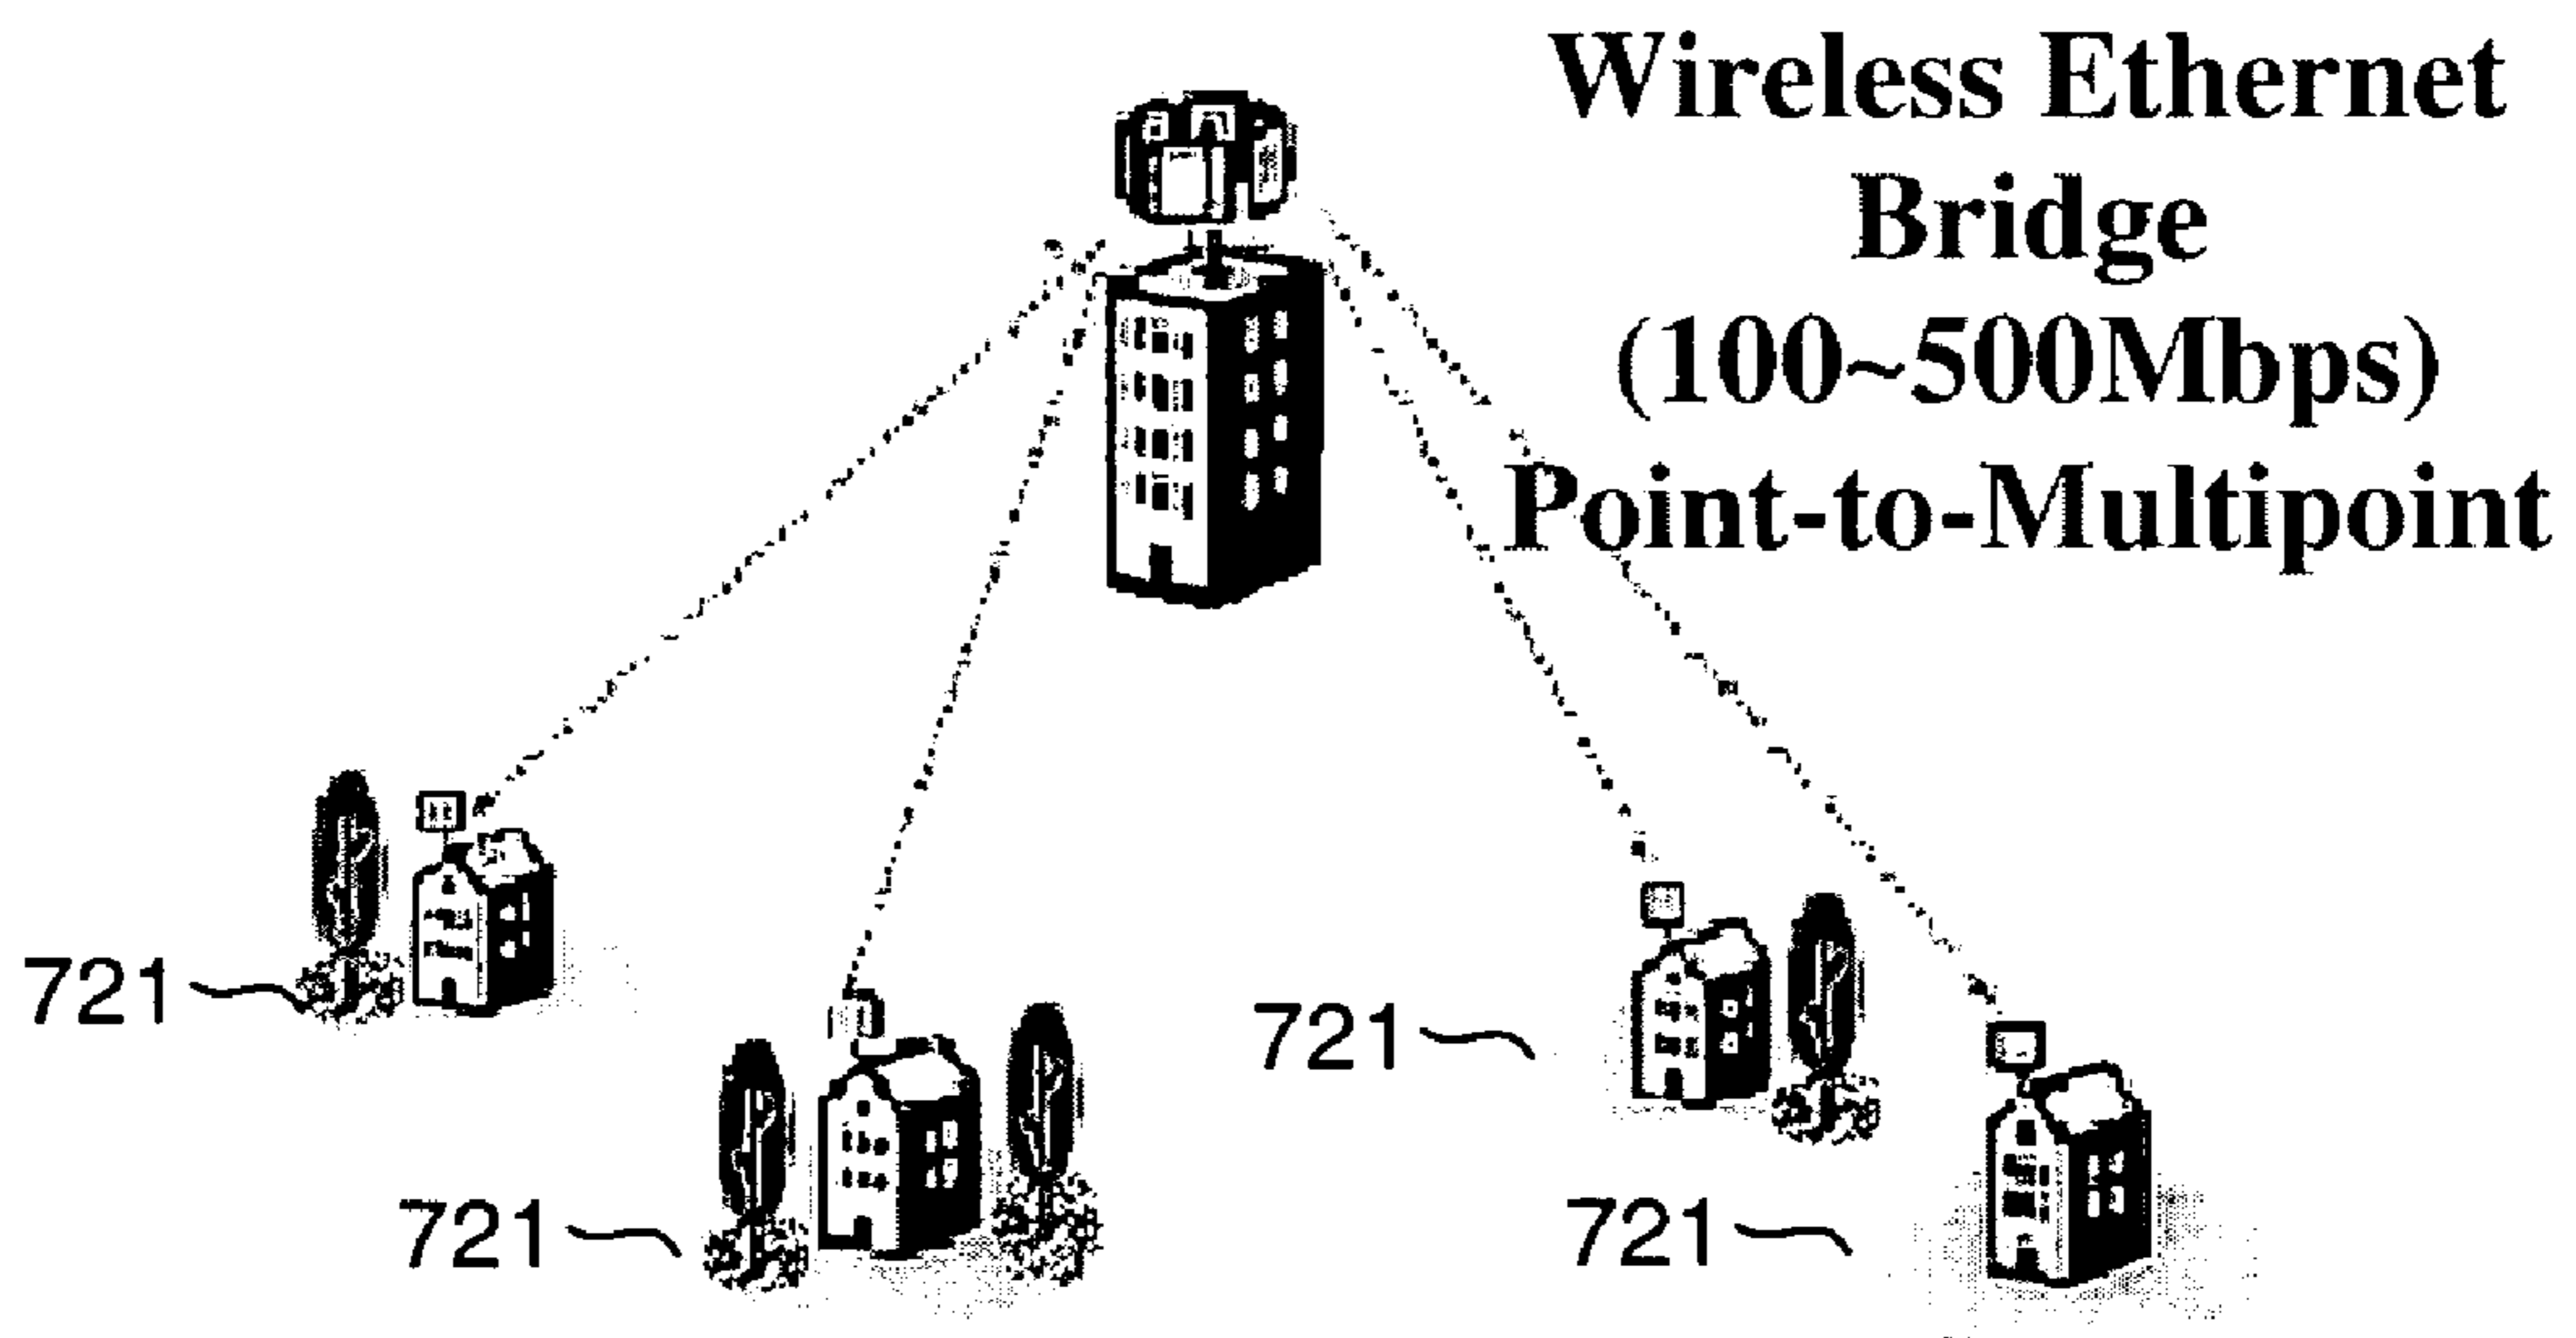 Wireless Ethernet
Bridge
(100~500Mbps)
Point-to-Multipoint
721
721
721
721